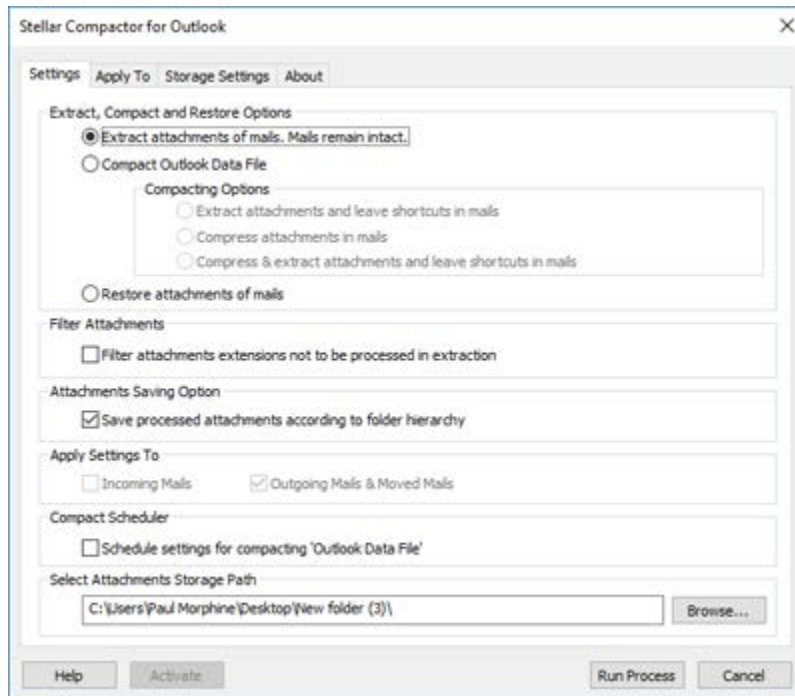 Stellar Compactor for Outlook
Settings Apply To Storage Settings About
Extract, Compact and Restore Options
Extract attachments of mails. Mails remain intact.
Compact Outlook Data File
Compacting Options
Extract attachments and leave shortcuts in mails
Compress attachments in mails
Compress & extract attachments and leave shortcuts in mails
Restore attachments of mails
Filter Attachments
Filter attachments extensions not to be processed in extraction
Attachments Saving Option
Save processed attachments according to folder hierarchy
Apply Settings To
Incoming Mails Outgoing Mails & Moved Mails
Compact Scheduler
Schedule settings for compacting 'Outlook Data File'
Select Attachments Storage Path
C:\Users\Paul Morphine\Desktop\New folder (3)\ Browse...
Help Activate Run Process Cancel